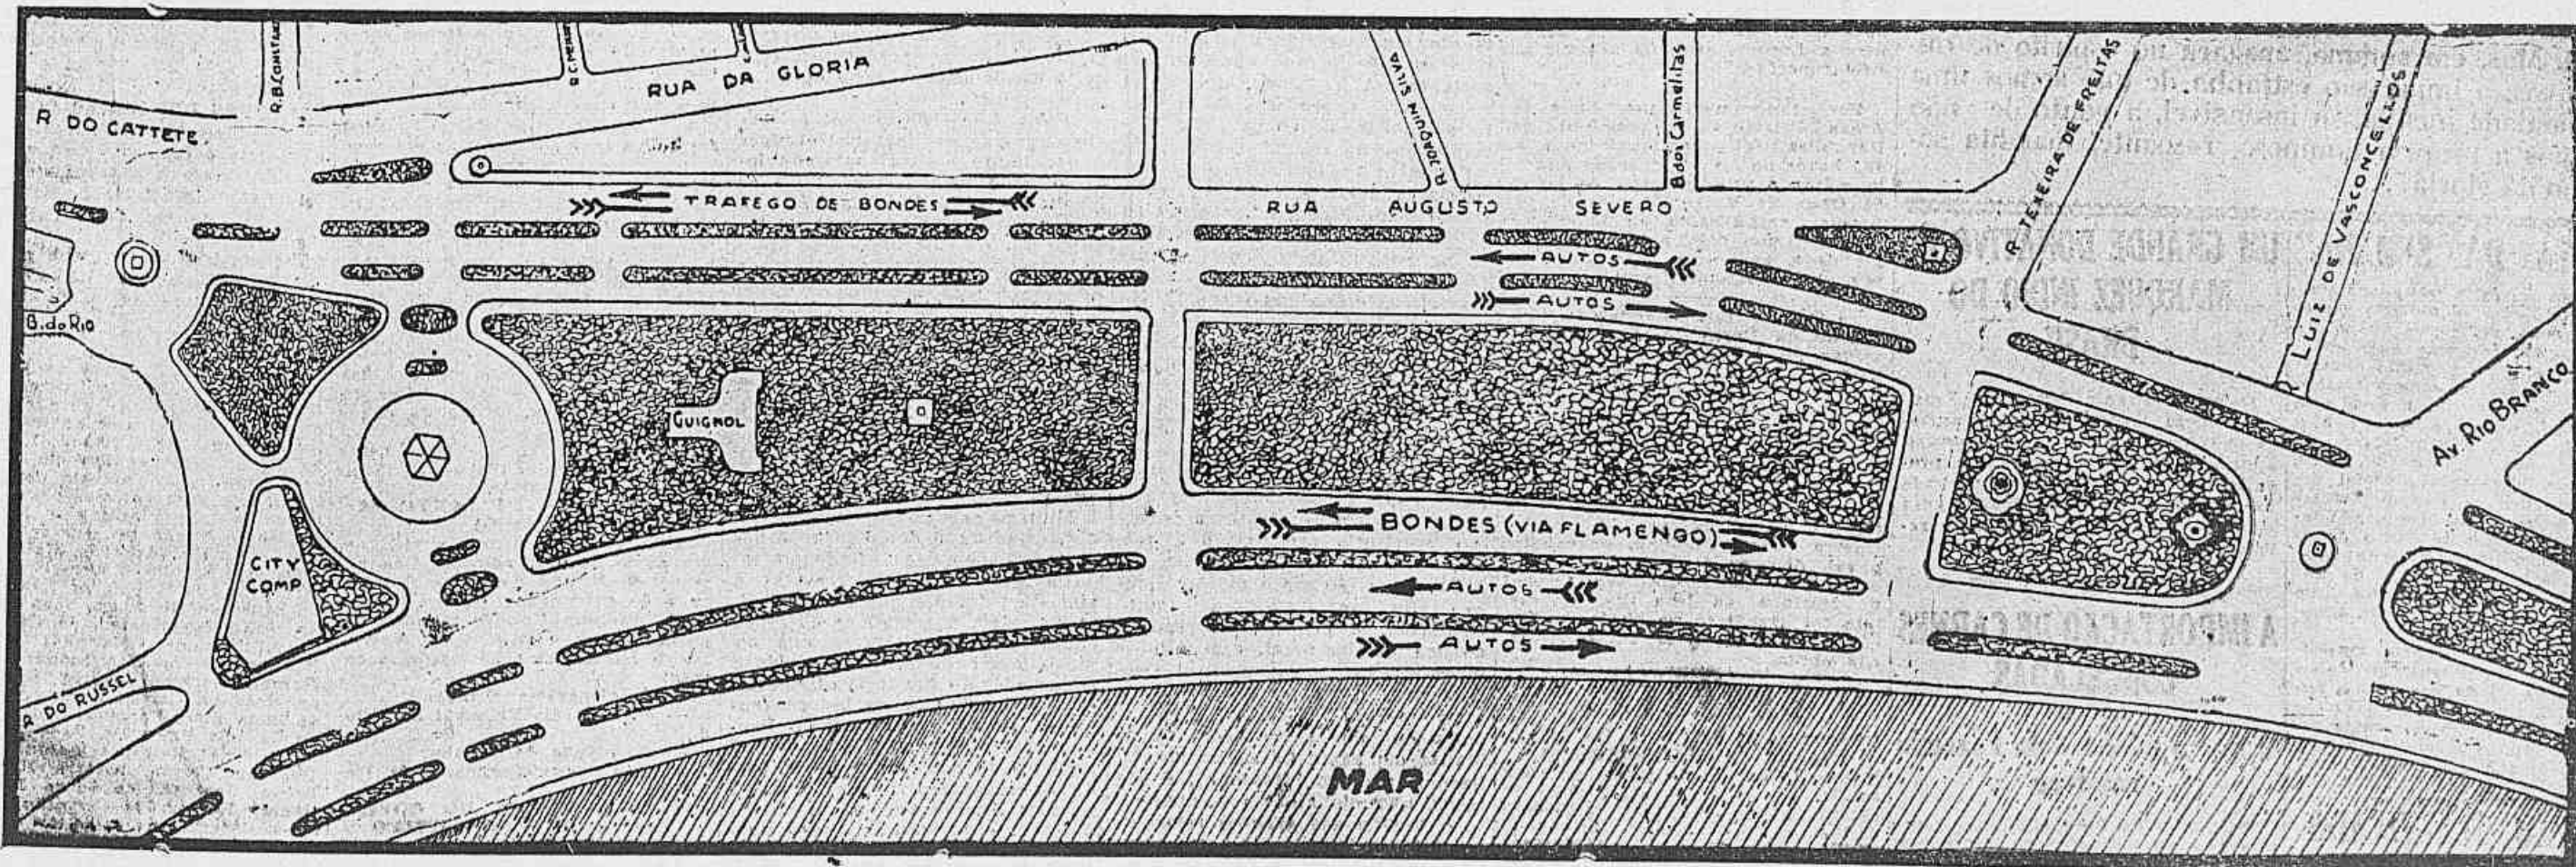 R. B. CONSTANT
RUA DA GLORIA
R DO CATTETE
TRAFEGO DE BONDES
RUA AUGUSTO SEVERO
R. JOAQUIN SILVA
B dos Carmelitas
R. TEXEIRA DE FREITAS
R LUIZ DE VASCONCELLOS
Av. RIO BRANCO
AUTOS
AUTOS
B. do RIO
GUIGNOL
BONDES (VIA FLAMENGO)
CITY
COMP
AUTOS
AUTOS
R DO RUSSEL
MAR